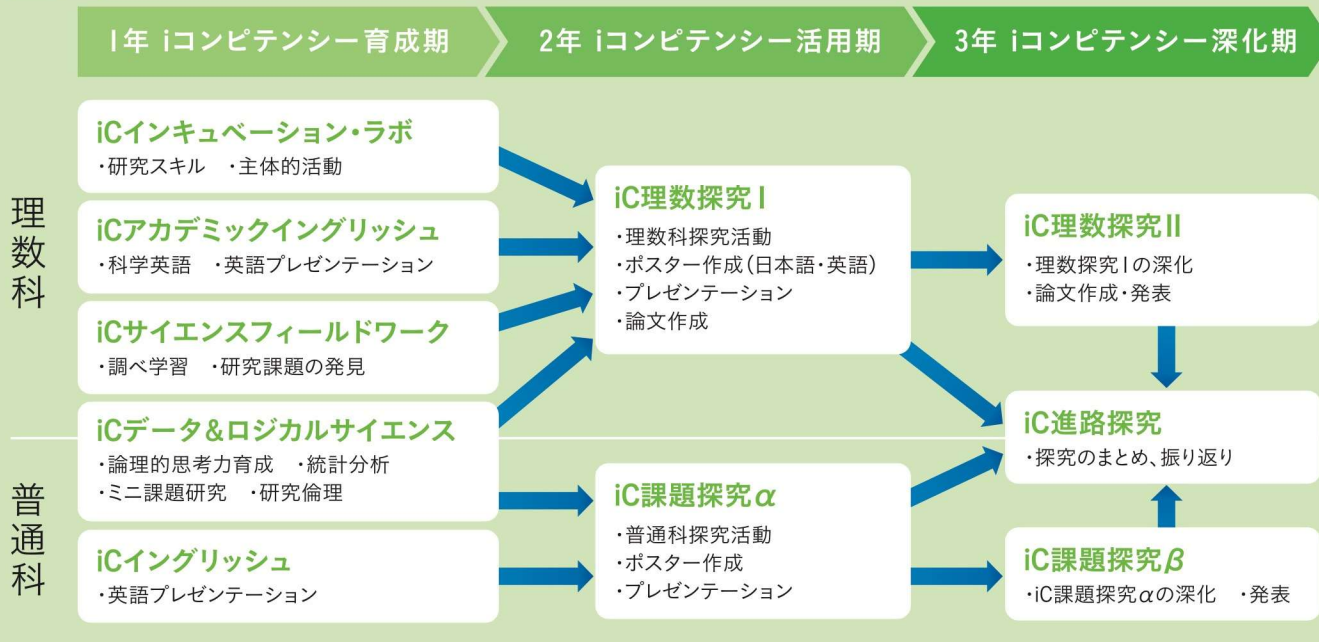 1年 iコンピテンシー育成期
2年 iコンピテンシー活用期
3年 iコンピテンシー深化期
理数科
iCインキュベーション・ラボ
・研究スキル ・主体的活動
iCアカデミックイングリッシュ
・科学英語 ・英語プレゼンテーション
iCサイエンスフィールドワーク
・調べ学習 ・研究課題の発見
iCデータ&ロジカルサイエンス
・論理的思考力育成 ・統計分析
・ミニ課題研究 ・研究倫理
普通科
iCイングリッシュ
・英語プレゼンテーション
iC理数探究Ⅰ
・理数科探究活動
・ポスター作成(日本語・英語)
・プレゼンテーション
・論文作成
iC課題探究α
・普通科探究活動
・ポスター作成
・プレゼンテーション
iC理数探究II
・理数探究Ⅰの深化
・論文作成・発表
iC進路探究
・探究のまとめ、振り返り
iC課題探究β
・iC課題探究αの深化 ・発表